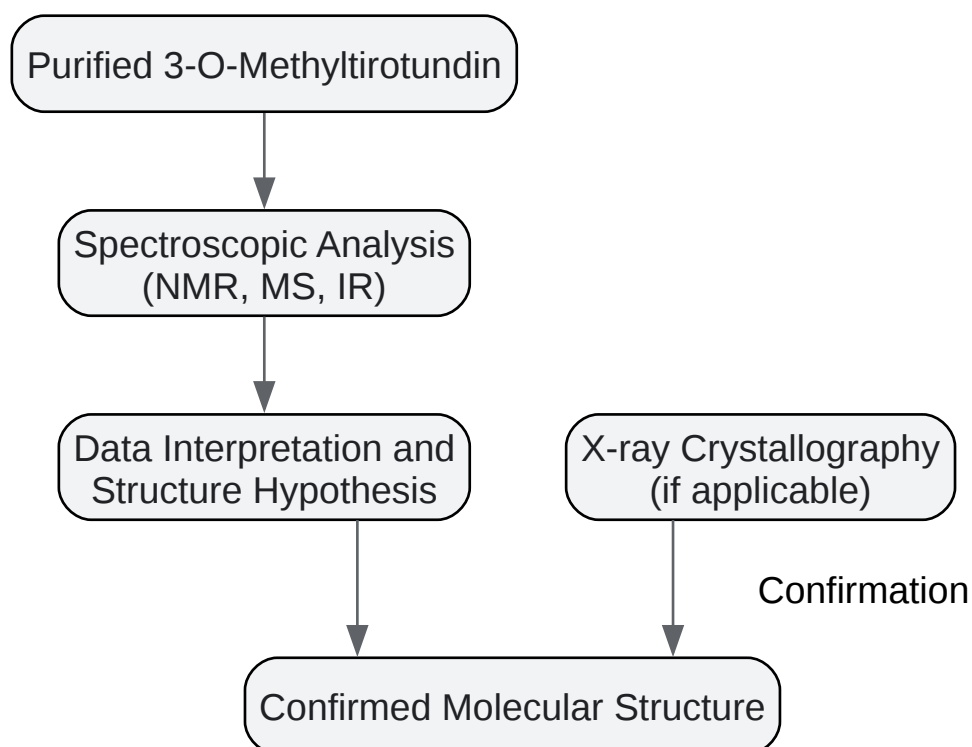 Purified 3-O-Methyltirotundin
Spectroscopic Analysis
(NMR, MS, IR)
Data Interpretation and
Structure Hypothesis
X-ray Crystallography
(if applicable)
Confirmation
Confirmed Molecular Structure